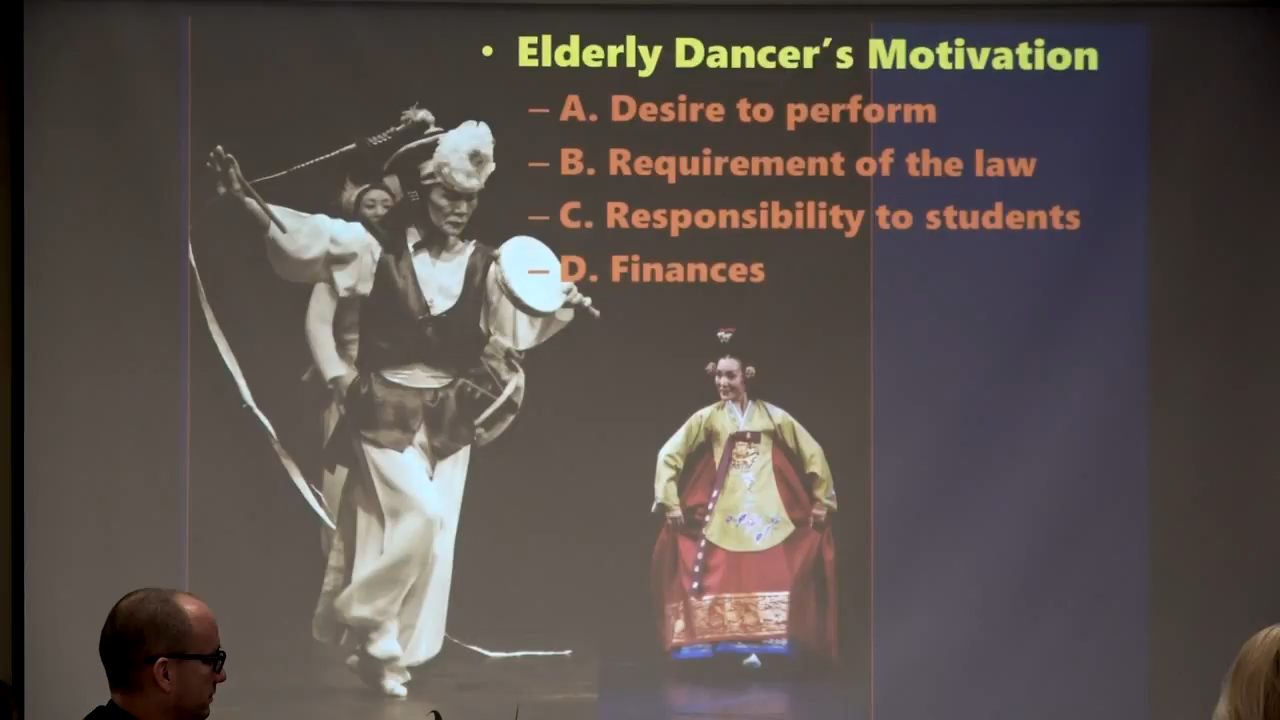 • Elderly Dancer′s Motivation
– A. Desire to perform
– B. Requirement of the law
– C. Responsibility to students
– D. Finances